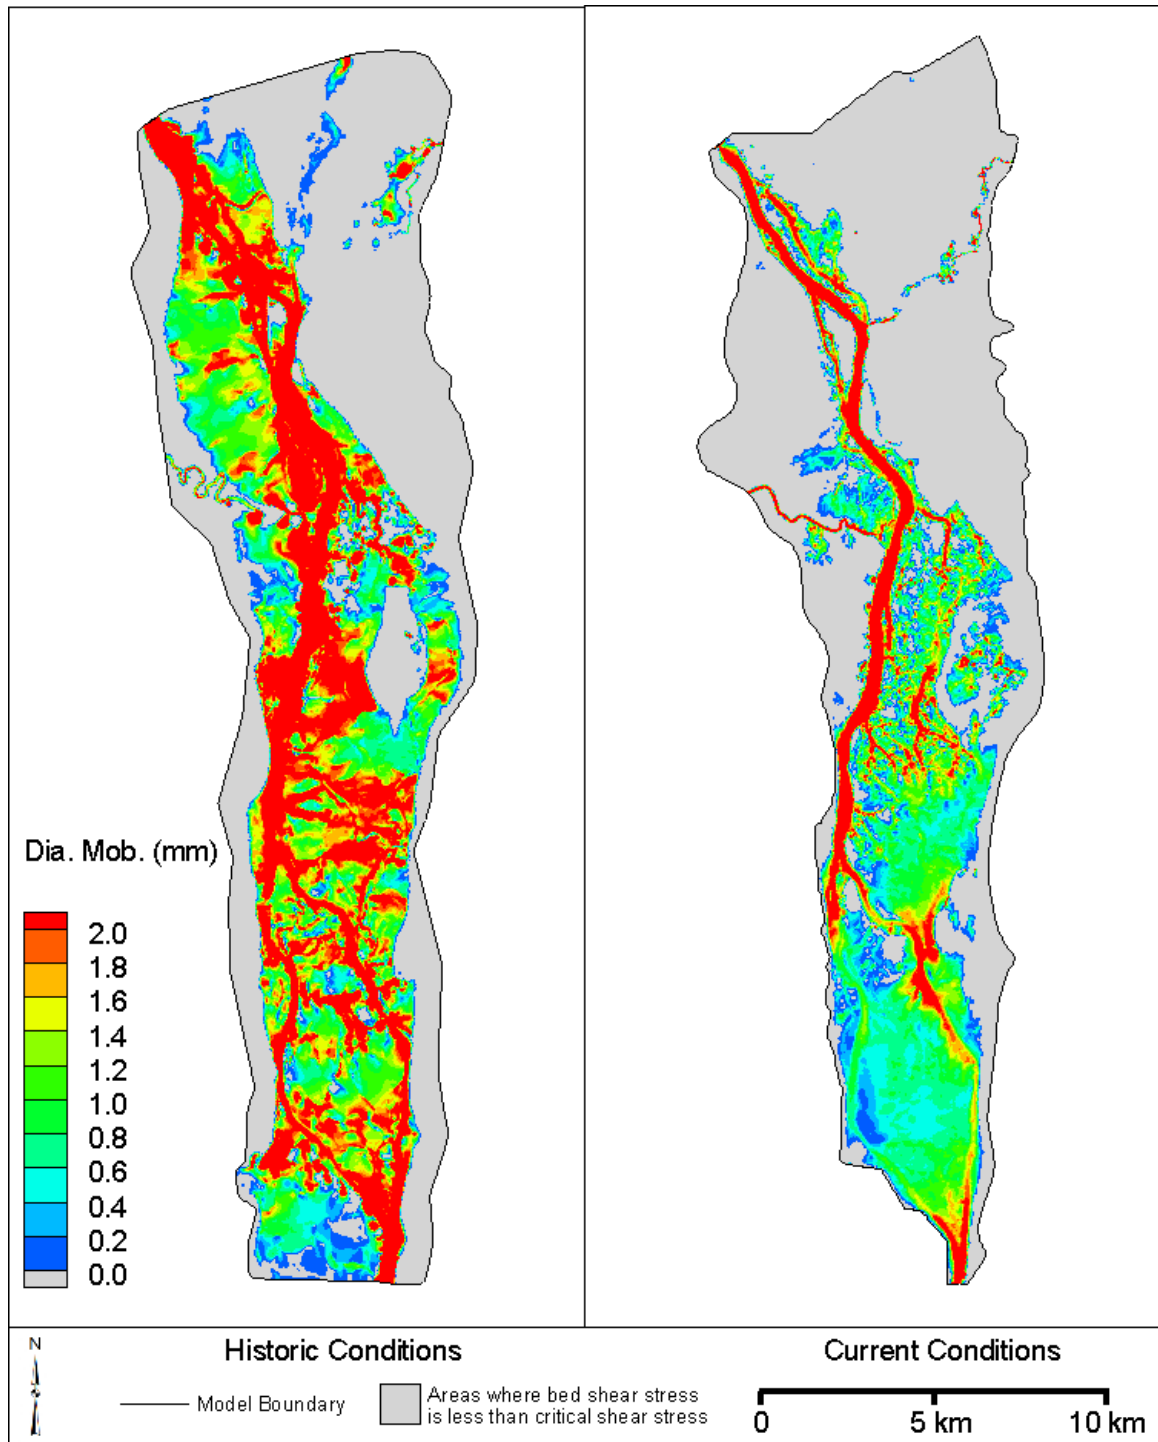 Dia. Mob. (mm)
2.0
1.8
1.6
1.4
1.2
1.0
0.8
0.6
0.4
0.2
0.0
N
Historic Conditions
Current Conditions
Model Boundary
Areas where bed shear stress
is less than critical shear stress
0 5 km 10 km